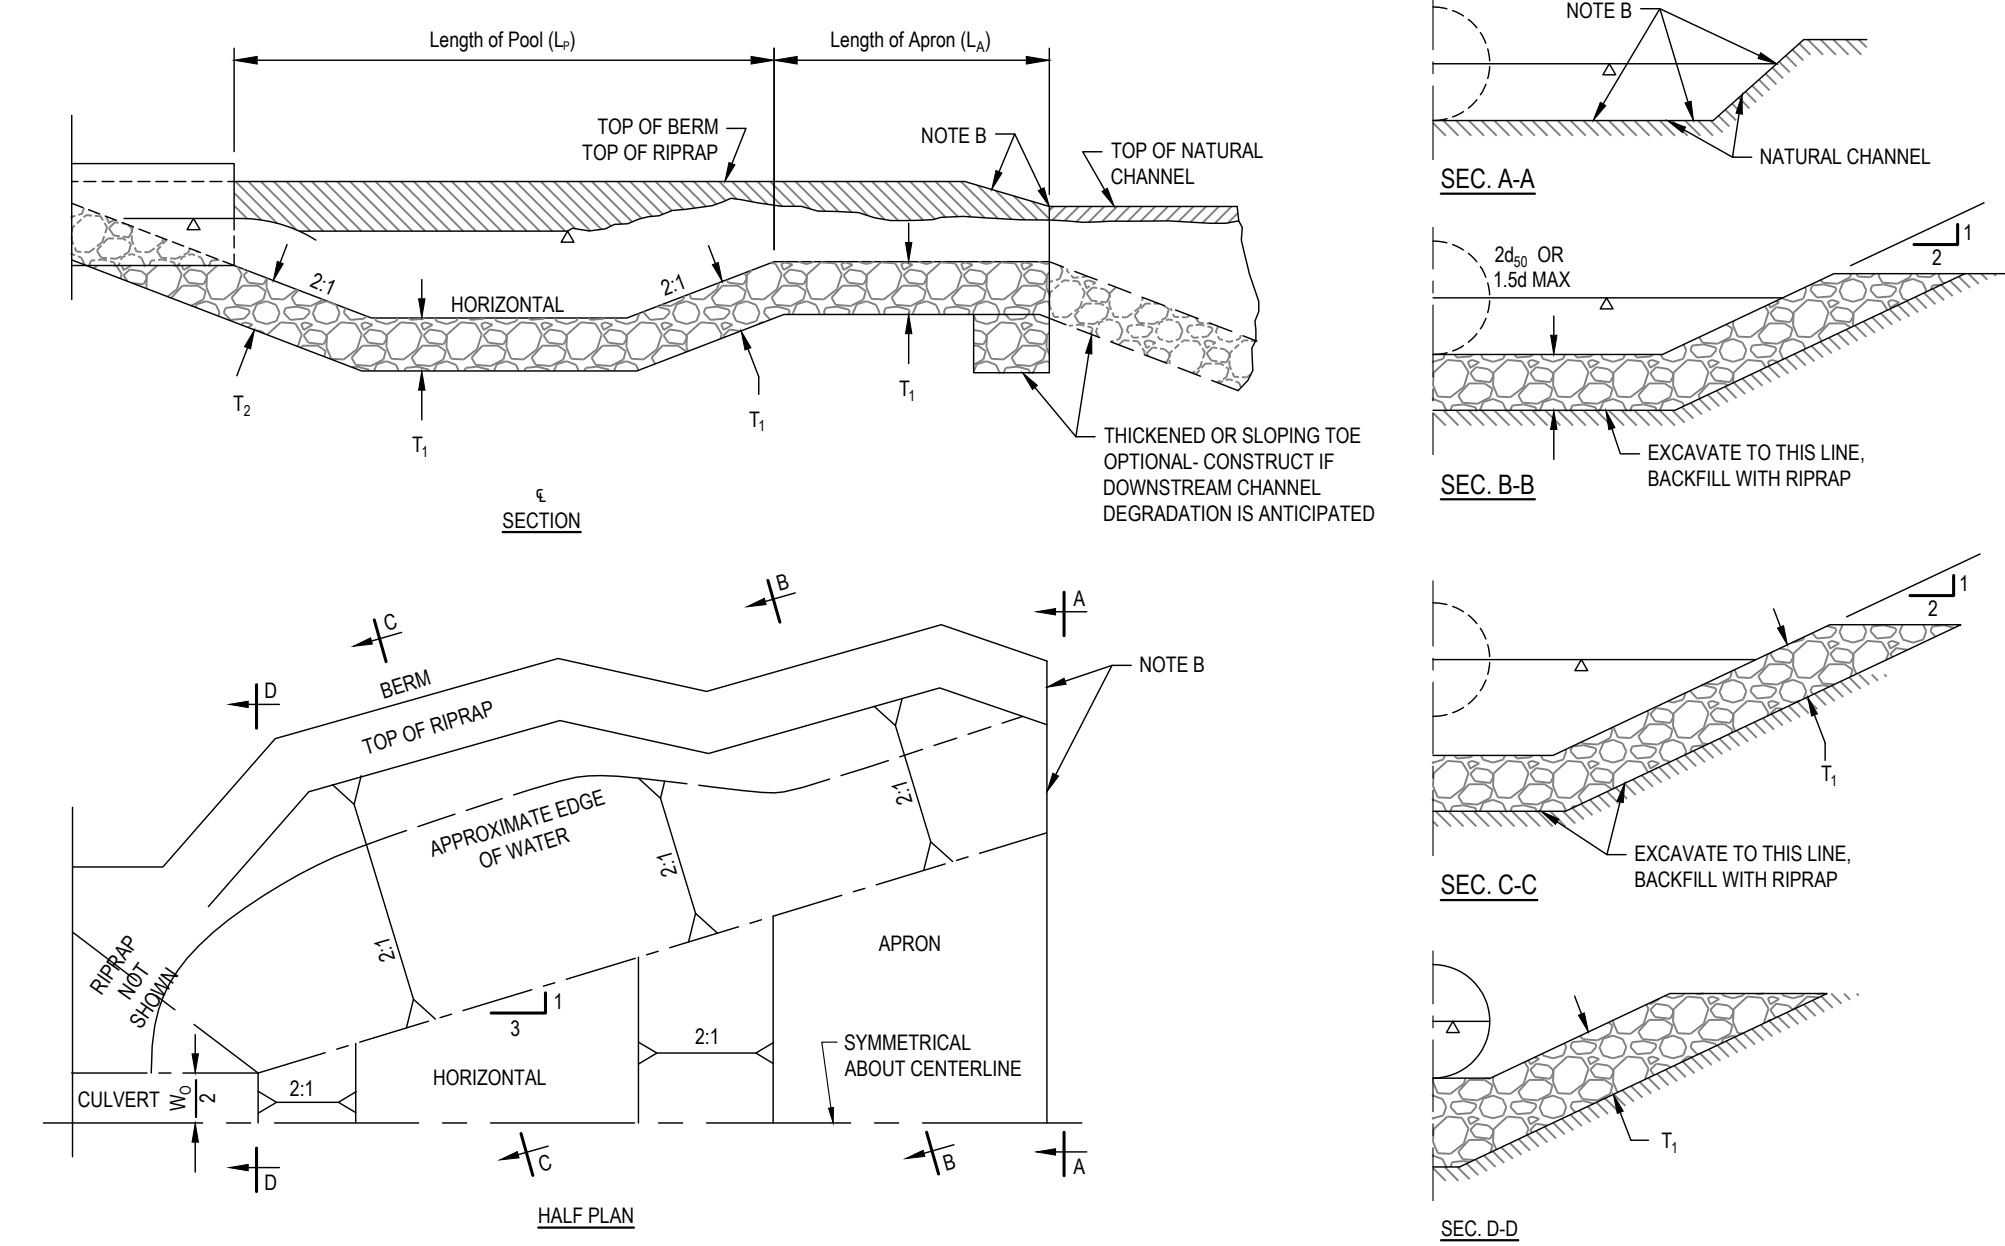 Length of Pool (LP)
Length of Apron (LA)
TOP OF BERM
TOP OF RIPRAP
NOTE B
TOP OF NATURAL
CHANNEL
2:1
HORIZONTAL
2:1
T2
T1
T1
T1
THICKENED OR SLOPING TOE
OPTIONAL- CONSTRUCT IF
DOWNSTREAM CHANNEL
DEGRADATION IS ANTICIPATED
℄
SECTION
NOTE B
NATURAL CHANNEL
SEC. A-A
2d50 OR
1.5d MAX
1
2
EXCAVATE TO THIS LINE,
BACKFILL WITH RIPRAP
SEC. B-B
1
2
T1
EXCAVATE TO THIS LINE,
BACKFILL WITH RIPRAP
SEC. C-C
T1
SEC. D-D
B
A
C
D
NOTE B
BERM
TOP OF RIPRAP
APPROXIMATE EDGE
OF WATER
2:1
2:1
2:1
RIPRAP
NOT
SHOWN
1
3
APRON
2:1
SYMMETRICAL
ABOUT CENTERLINE
HORIZONTAL
CULVERT
WO
2
2:1
D
C
B
A
HALF PLAN